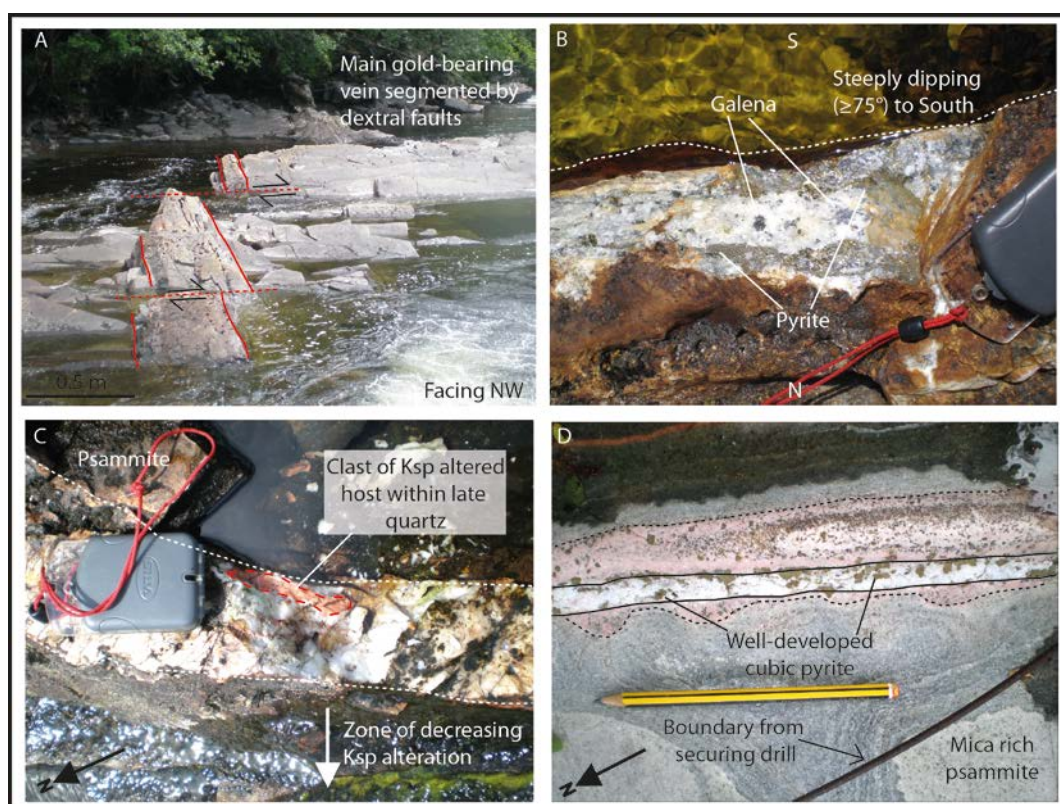 A
Main gold-bearing
vein segmented by
dextral faults
0.5 m
Facing NW
B
S
Steeply dipping
(≥75°) to South
Galena
Pyrite
N
C
Psammite
Clast of Ksp altered
host within late
quartz
Zone of decreasing
Ksp alteration
N
D
Well-developed
cubic pyrite
Boundary from
securing drill
Mica rich
psammite
N